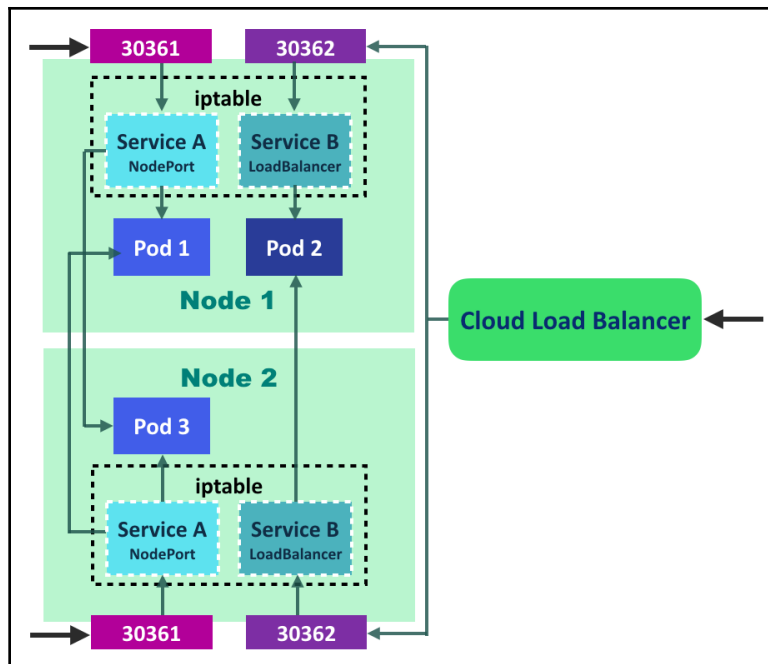 30361
30362
iptable
Service A
NodePort
Service B
LoadBalancer
Pod 1
Pod 2
Node 1
Cloud Load Balancer
Node 2
Pod 3
iptable
Service A
NodePort
Service B
LoadBalancer
30361
30362